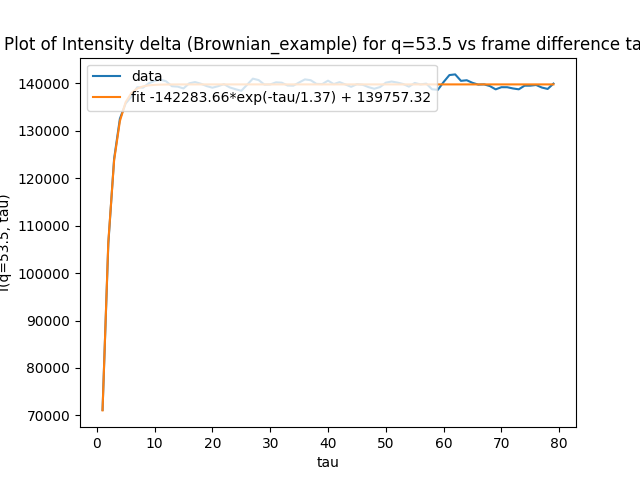 Plot of Intensity delta (Brownian_example) for q=53.5 vs frame difference ta
data
fit -142283.66*exp(-tau/1.37) + 139757.32
I(q=53.5, tau)
140000
130000
120000
110000
100000
90000
80000
70000
0 10 20 30 40 50 60 70 80
tau